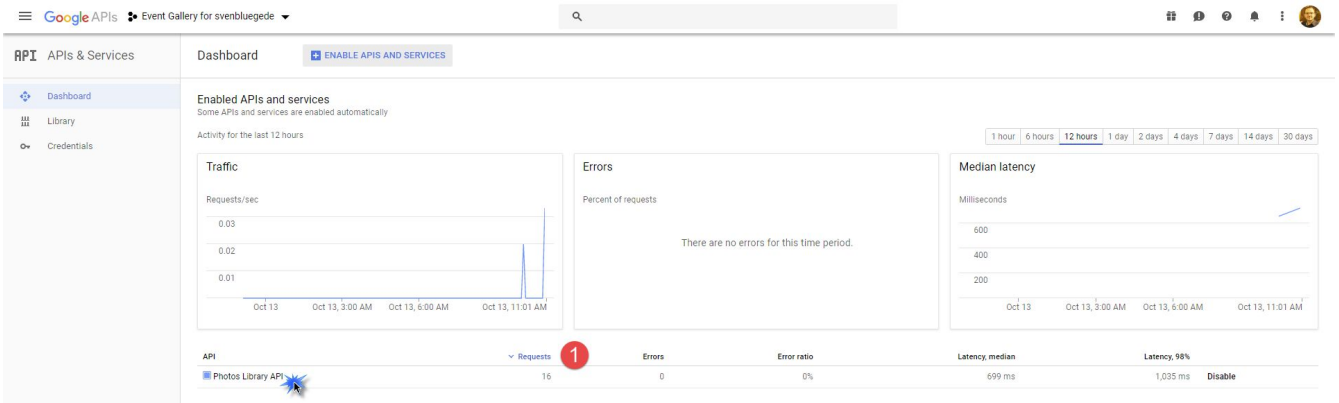 Google APIs Event Gallery for svenbluegede
API APIs & Services
Dashboard ENABLE APIS AND SERVICES
Dashboard
Library
Credentials
Enabled APIs and services
Some APIs and services are enabled automatically
Activity for the last 12 hours
1 hour 6 hours 12 hours 1 day 2 days 4 days 7 days 14 days 30 days
Traffic
Requests/sec
0.03
0.02
0.01
Oct 13 Oct 13, 3:00 AM Oct 13, 6:00 AM Oct 13, 11:01 AM
Errors
Percent of requests
There are no errors for this time period.
Median latency
Milliseconds
600
400
200
Oct 13 Oct 13, 3:00 AM Oct 13, 6:00 AM Oct 13, 11:01 AM
API Requests 1 Errors Error ratio Latency, median Latency, 98%
Photos Library API 16 0 0% 699 ms 1,035 ms Disable